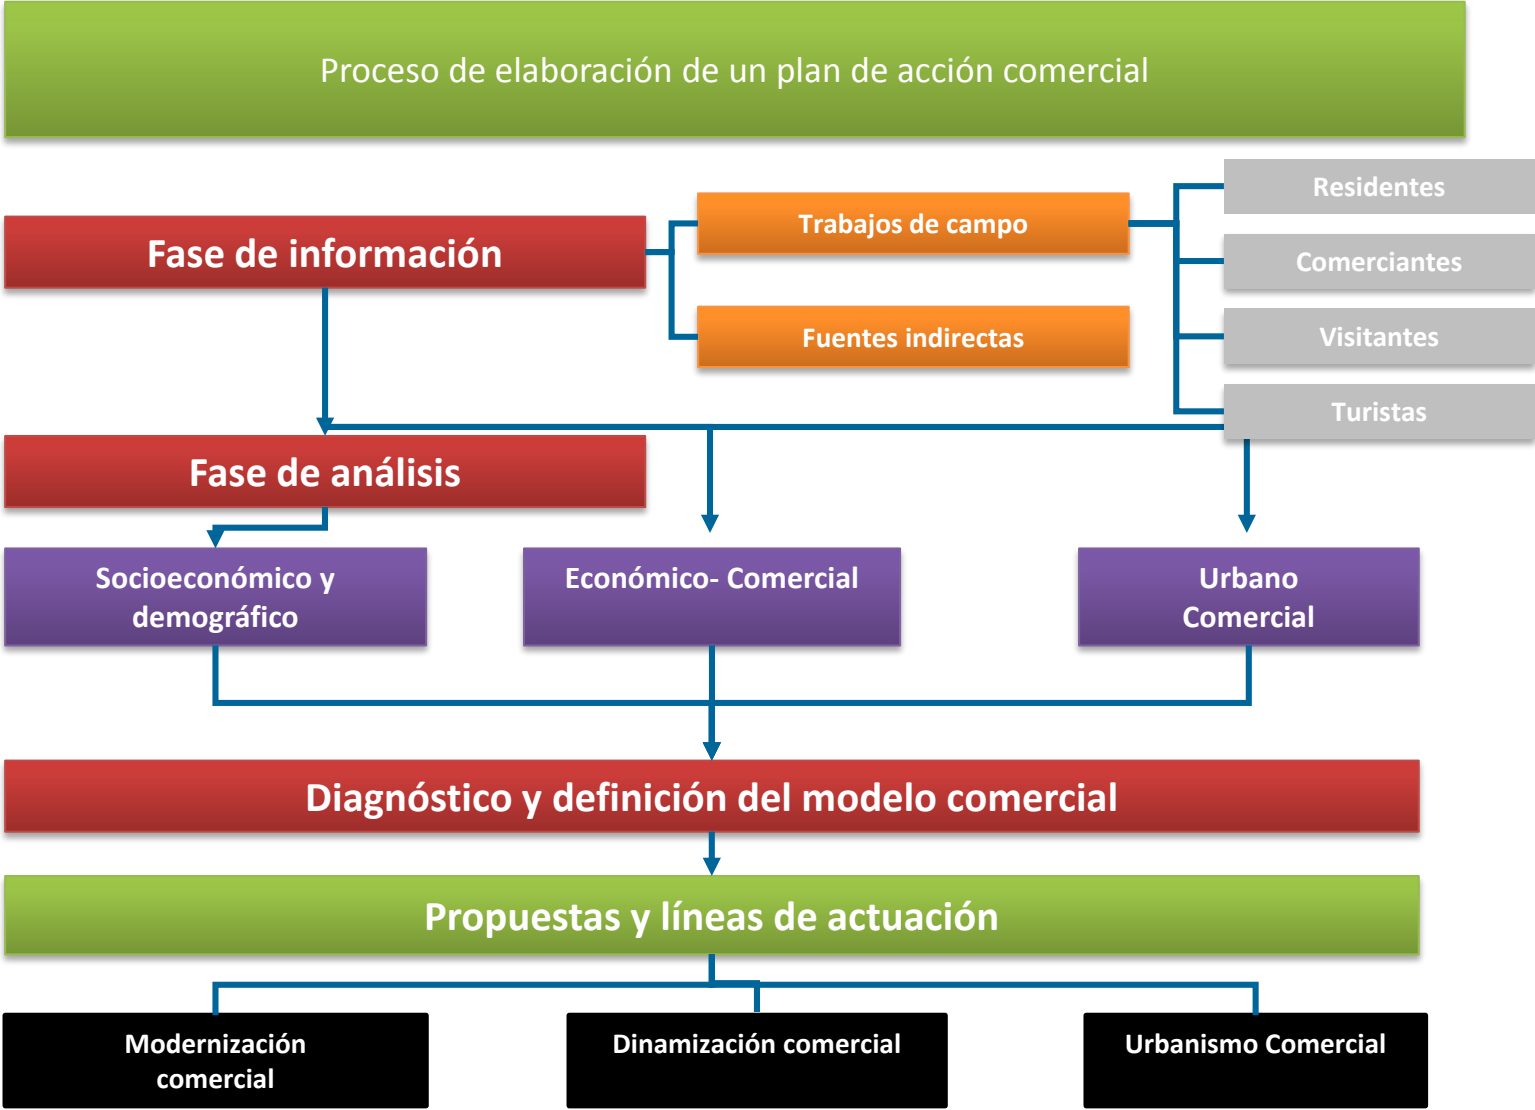 Proceso de elaboración de un plan de acción comercial
Fase de información
Trabajos de campo
Fuentes indirectas
Residentes
Comerciantes
Visitantes
Turistas
Fase de análisis
Socioeconómico y
demográfico
Económico- Comercial
Urbano
Comercial
Diagnóstico y definición del modelo comercial
Propuestas y líneas de actuación
Modernización
comercial
Dinamización comercial
Urbanismo Comercial